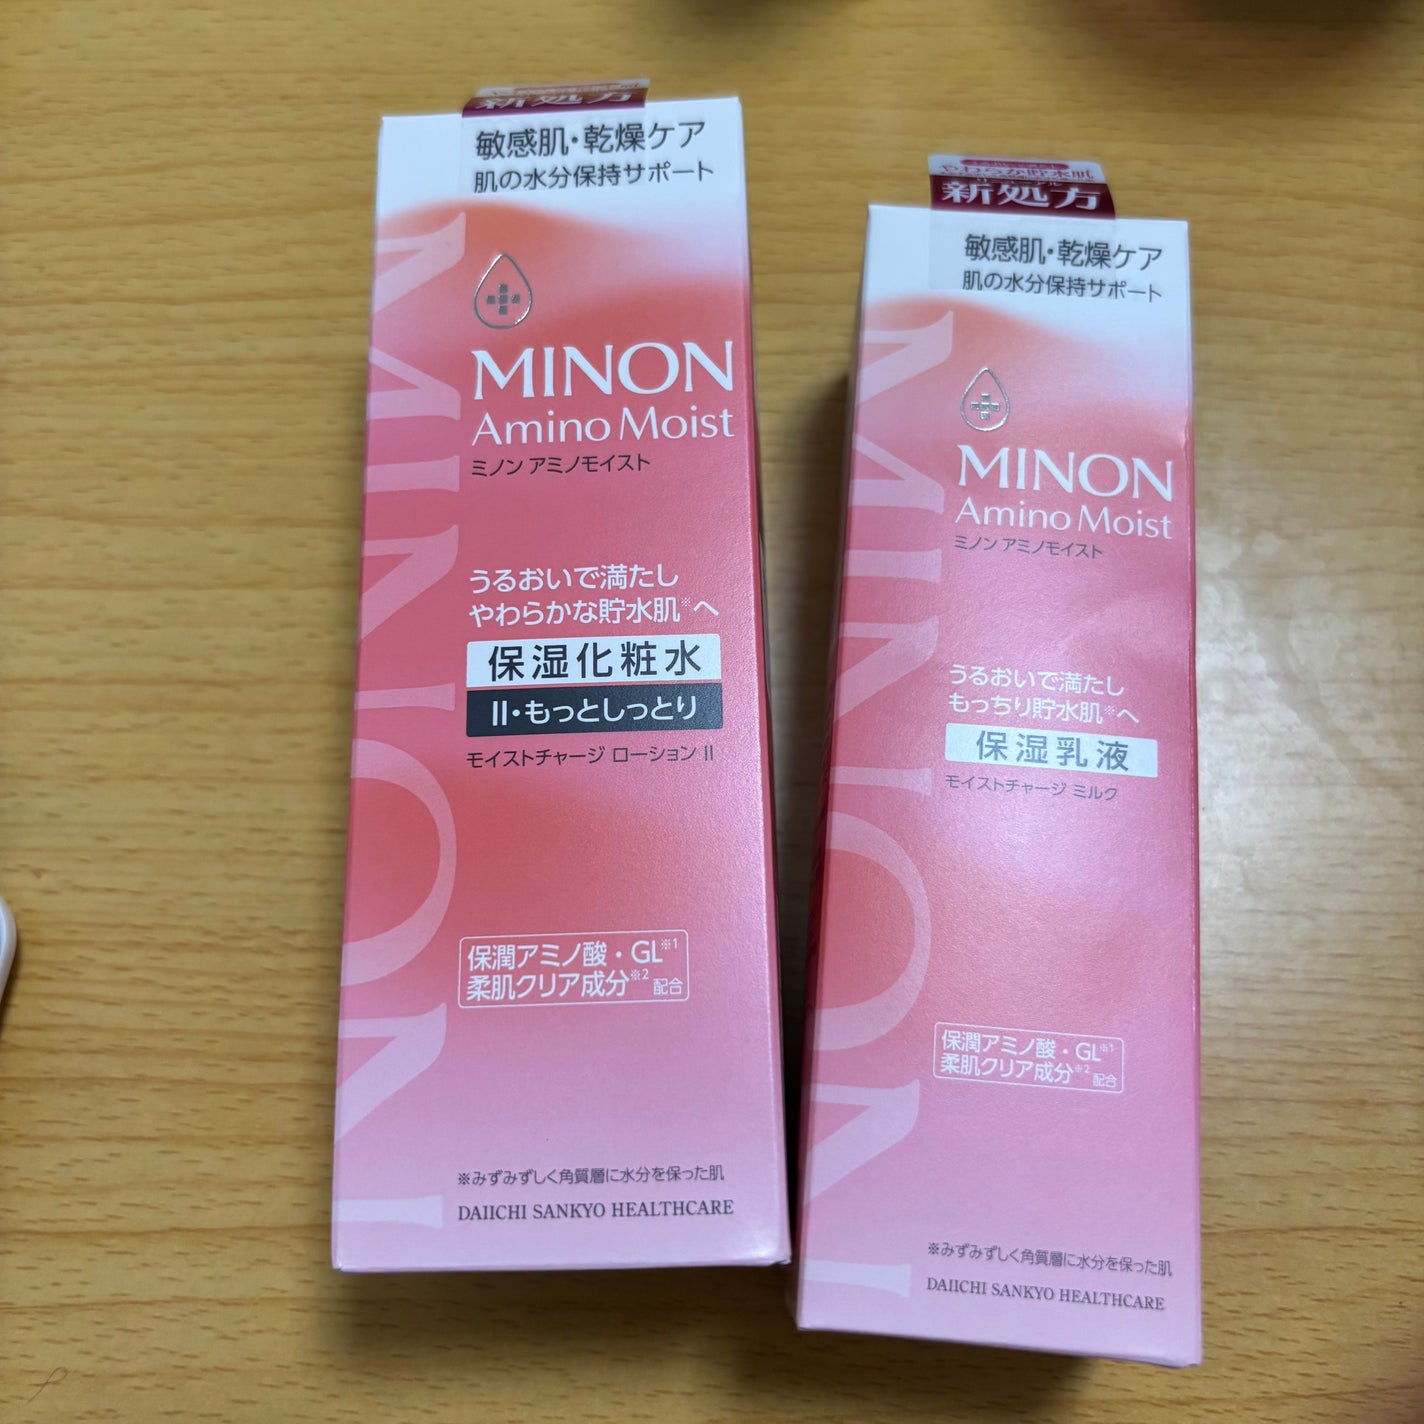 新処方
敏感肌・乾燥ケア
肌の水分保持サポート
MINON
Amino Moist
ミノン アミノモイスト
うるおいで満たし
やわらかな貯水肌※へ
保湿化粧水
II・もっとしっとり
モイストチャージ ローション II
保潤アミノ酸・GL※1
柔肌クリア成分※2 配合
※みずみずしく角質層に水分を保った肌
DAIICHI SANKYO HEALTHCARE
MINON
やわらか貯水肌
新処方
敏感肌・乾燥ケア
肌の水分保持サポート
MINON
Amino Moist
ミノン アミノモイスト
うるおいで満たし
もっちり貯水肌※へ
保湿乳液
モイストチャージ ミルク
保潤アミノ酸・GL※1
柔肌クリア成分※2 配合
※みずみずしく角質層に水分を保った肌
DAIICHI SANKYO HEALTHCARE
MINON